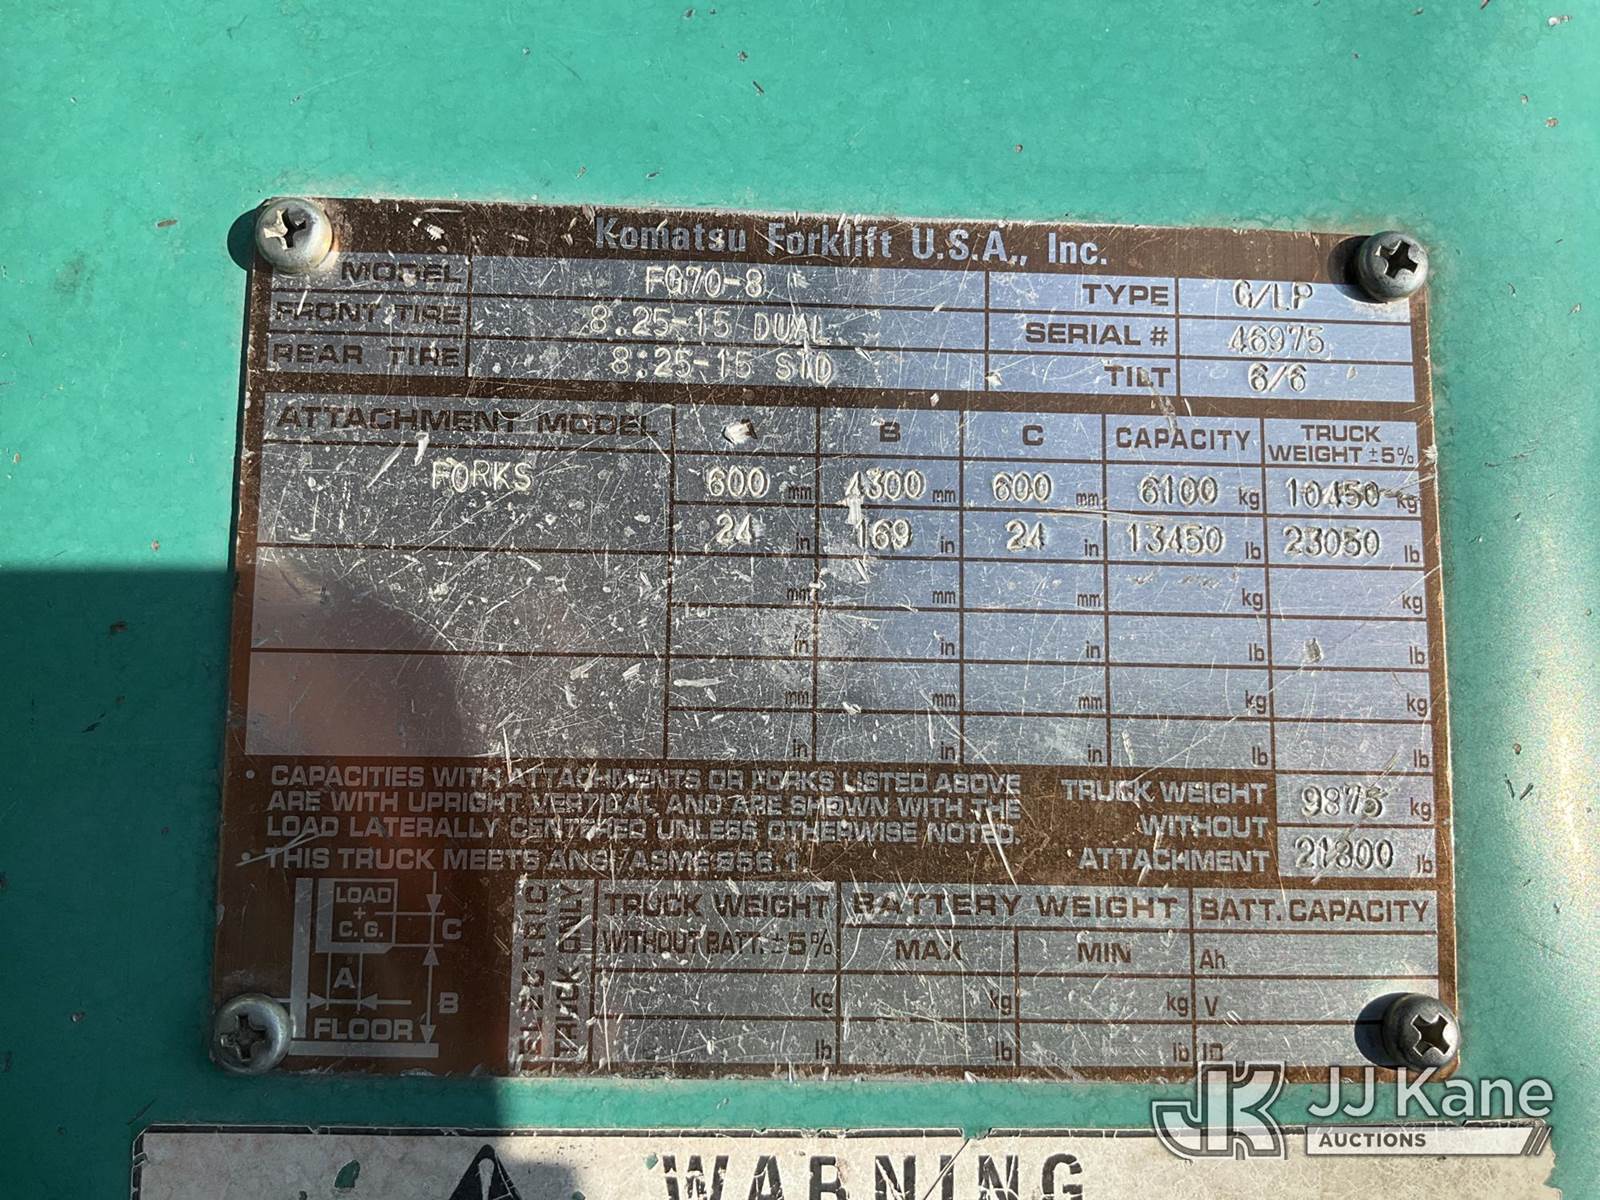 Komatsu Forklift U.S.A., Inc.
MODEL FG70-8 TYPE G/LP
FRONT TIRE 8.25-15 DUAL SERIAL # 46975
REAR TIRE 8.25-15 STD TILT 6/6
ATTACHMENT MODEL A B C CAPACITY TRUCK WEIGHT ±5%
FORKS 600 mm 4300 mm 600 mm 6100 kg 10450 kg
24 in 169 in 24 in 13450 lb 23050 lb
mm mm mm kg kg
in in in lb lb
mm mm mm kg kg
in in in lb lb
• CAPACITIES WITH ATTACHMENTS OR FORKS LISTED ABOVE
ARE WITH UPRIGHT VERTICAL AND ARE SHOWN WITH THE
LOAD LATERALLY CENTERED UNLESS OTHERWISE NOTED.
• THIS TRUCK MEETS ANSI/ASME B56.1
TRUCK WEIGHT
WITHOUT
ATTACHMENT
9875 kg
21800 lb
LOAD
+
C.G.
C
A
B
FLOOR
ELECTRIC
TRUCK ONLY
TRUCK WEIGHT
WITHOUT BATT. ±5%
kg
lb
BATTERY WEIGHT
MAX MIN
kg kg
lb lb
BATT. CAPACITY
Ah
V
WARNING
JK JJ Kane
AUCTIONS